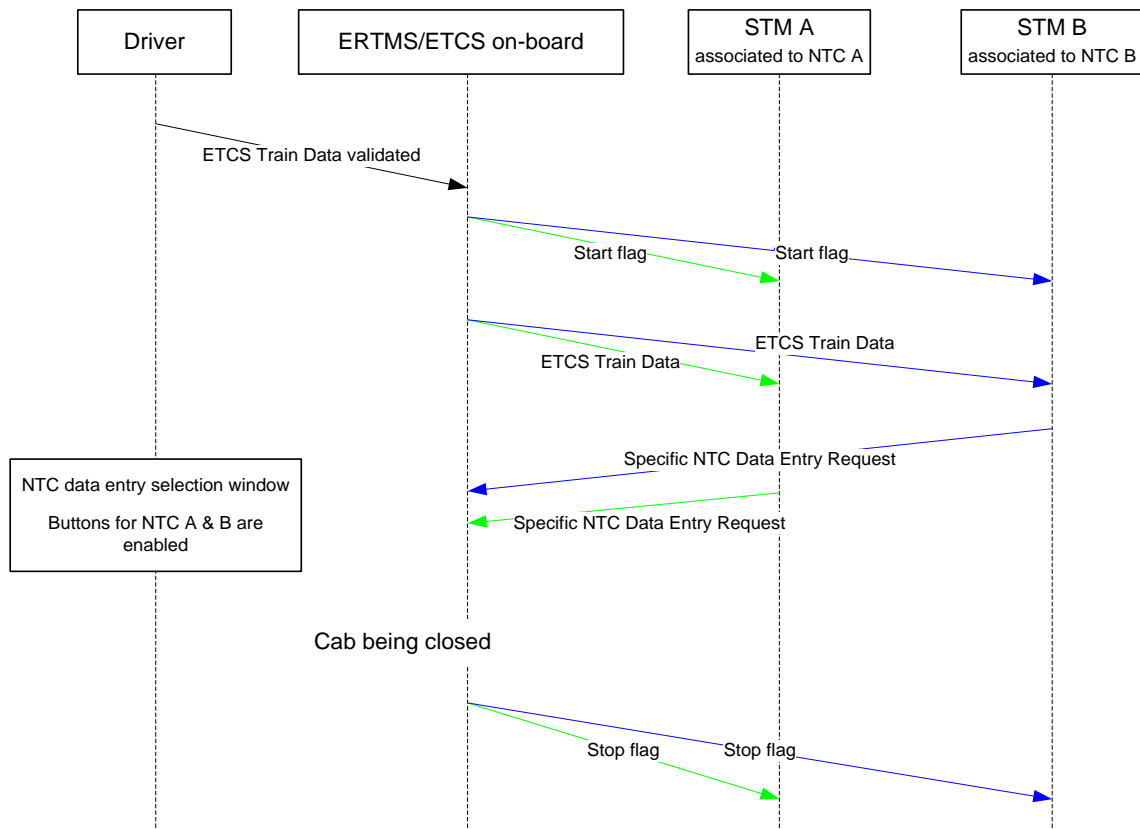 Driver
ERTMS/ETCS on-board
STM A
associated to NTC A
STM B
associated to NTC B
ETCS Train Data validated
Start flag
Start flag
ETCS Train Data
ETCS Train Data
Specific NTC Data Entry Request
NTC data entry selection window
Buttons for NTC A & B are
enabled
Specific NTC Data Entry Request
Cab being closed
Stop flag
Stop flag